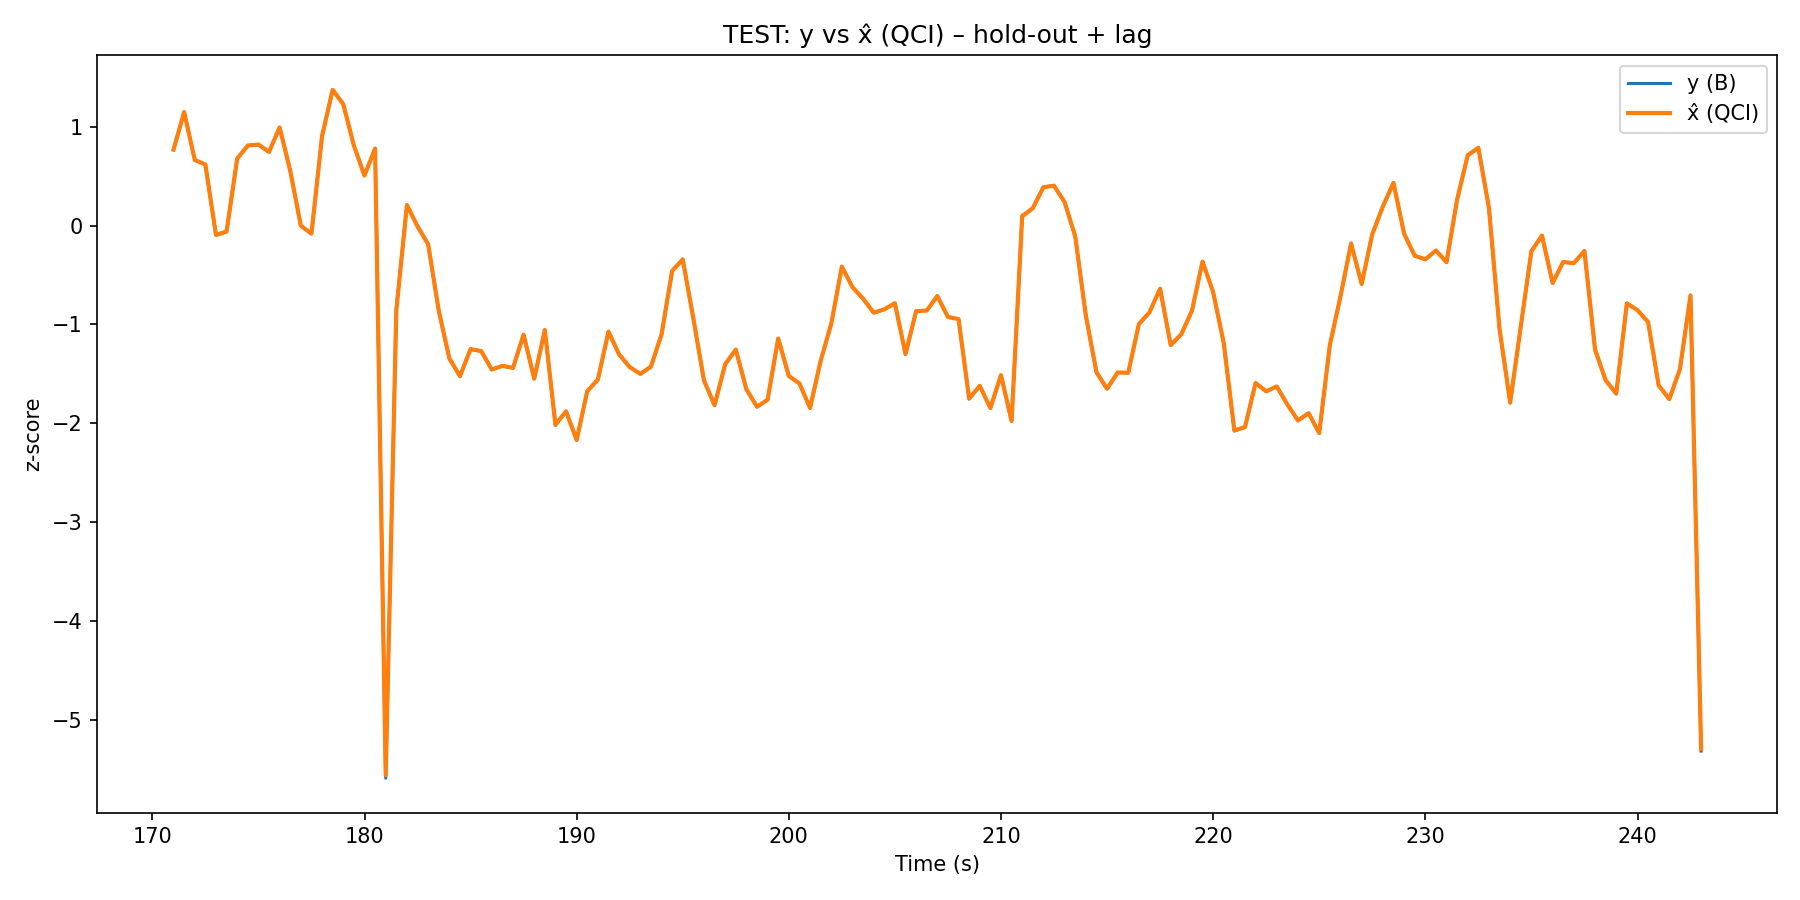 TEST: y vs x̂ (QCI) – hold-out + lag
y (B)
x̂ (QCI)
z-score
1
0
−1
−2
−3
−4
−5
170 180 190 200 210 220 230 240
Time (s)